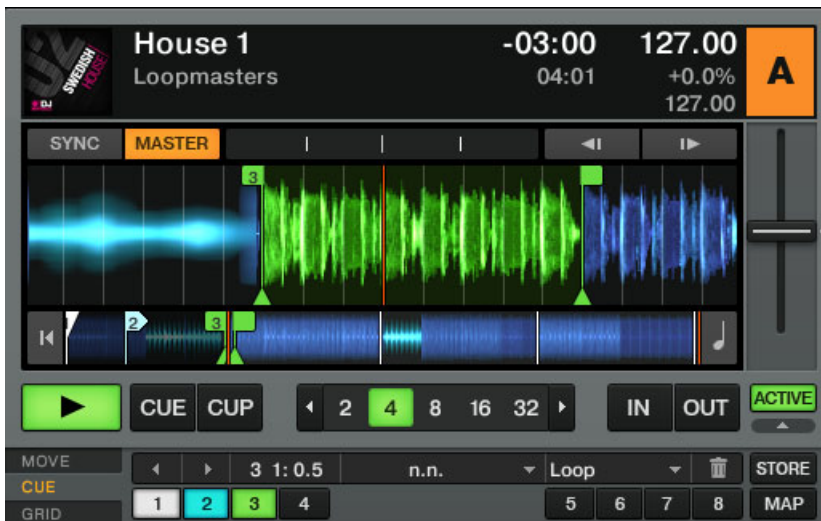 SWEDISH
HOUSE
DJ
House 1 -03:00 127.00
Loopmasters 04:01 +0.0%
127.00
A
SYNC MASTER
3
2 3
CUE CUP 2 4 8 16 32 IN OUT ACTIVE
MOVE
CUE
GRID
3 1: 0.5 n.n. Loop STORE
1 2 3 4 5 6 7 8 MAP